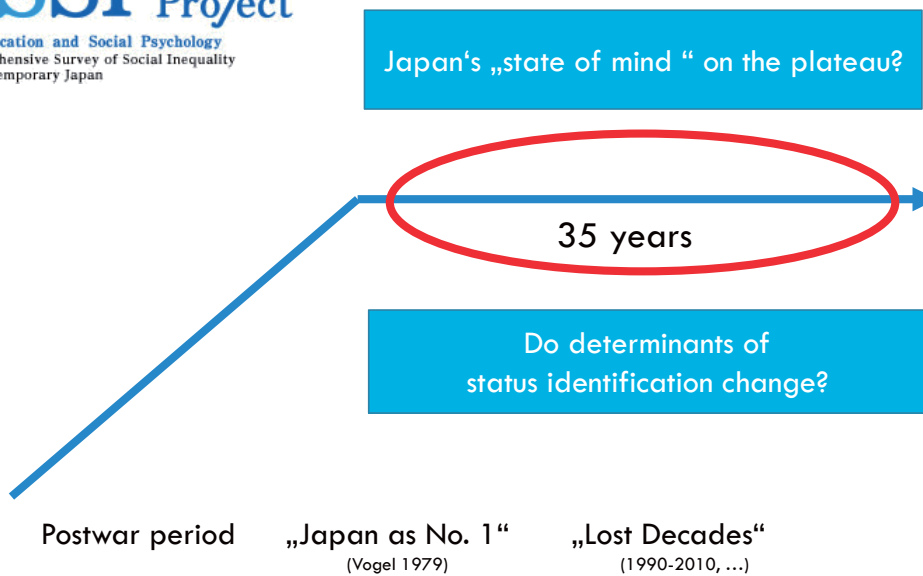 Project
cation and Social Psychology
hensive Survey of Social Inequality
emporary Japan
Japan‘s „state of mind “ on the plateau?
35 years
Do determinants of
status identification change?
Postwar period „Japan as No. 1“ „Lost Decades“
(Vogel 1979) (1990-2010, …)